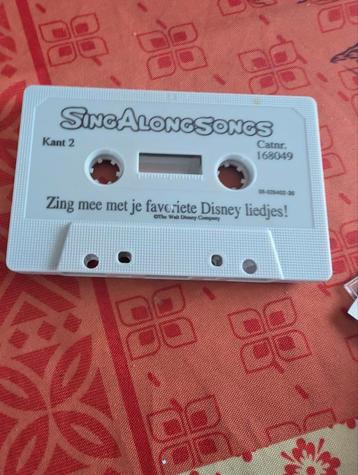 SINGALONGSONGS
Kant 2
Catnr.
168049
Zing mee met je favoriete Disney liedjes!
©The Walt Disney Company